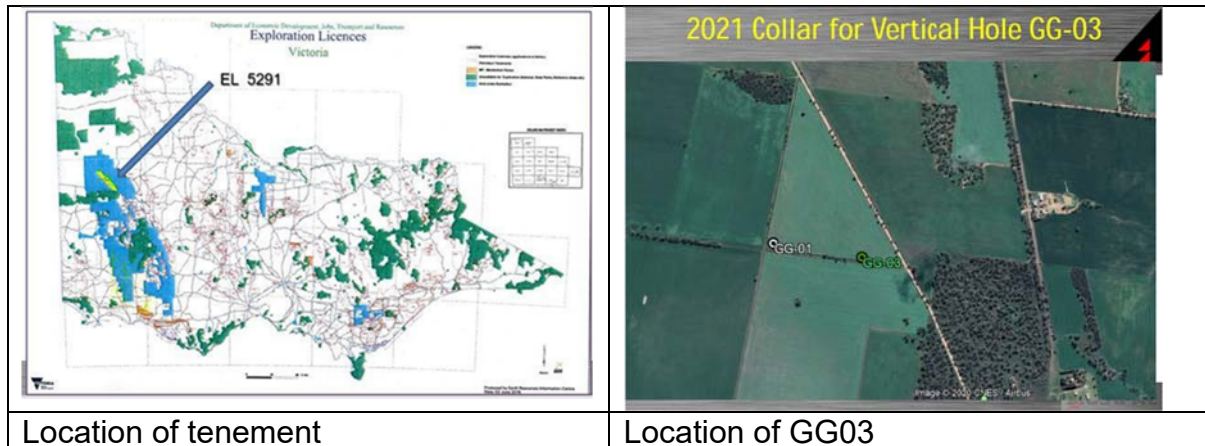 Department of Economic Development, Jobs, Transport and Resources
Exploration Licences
Victoria
EL 5291
2021 Collar for Vertical Hole GG-03
GG-01
GG-03
Image © 2020 CNES / Airbus
Location of tenement
Location of GG03